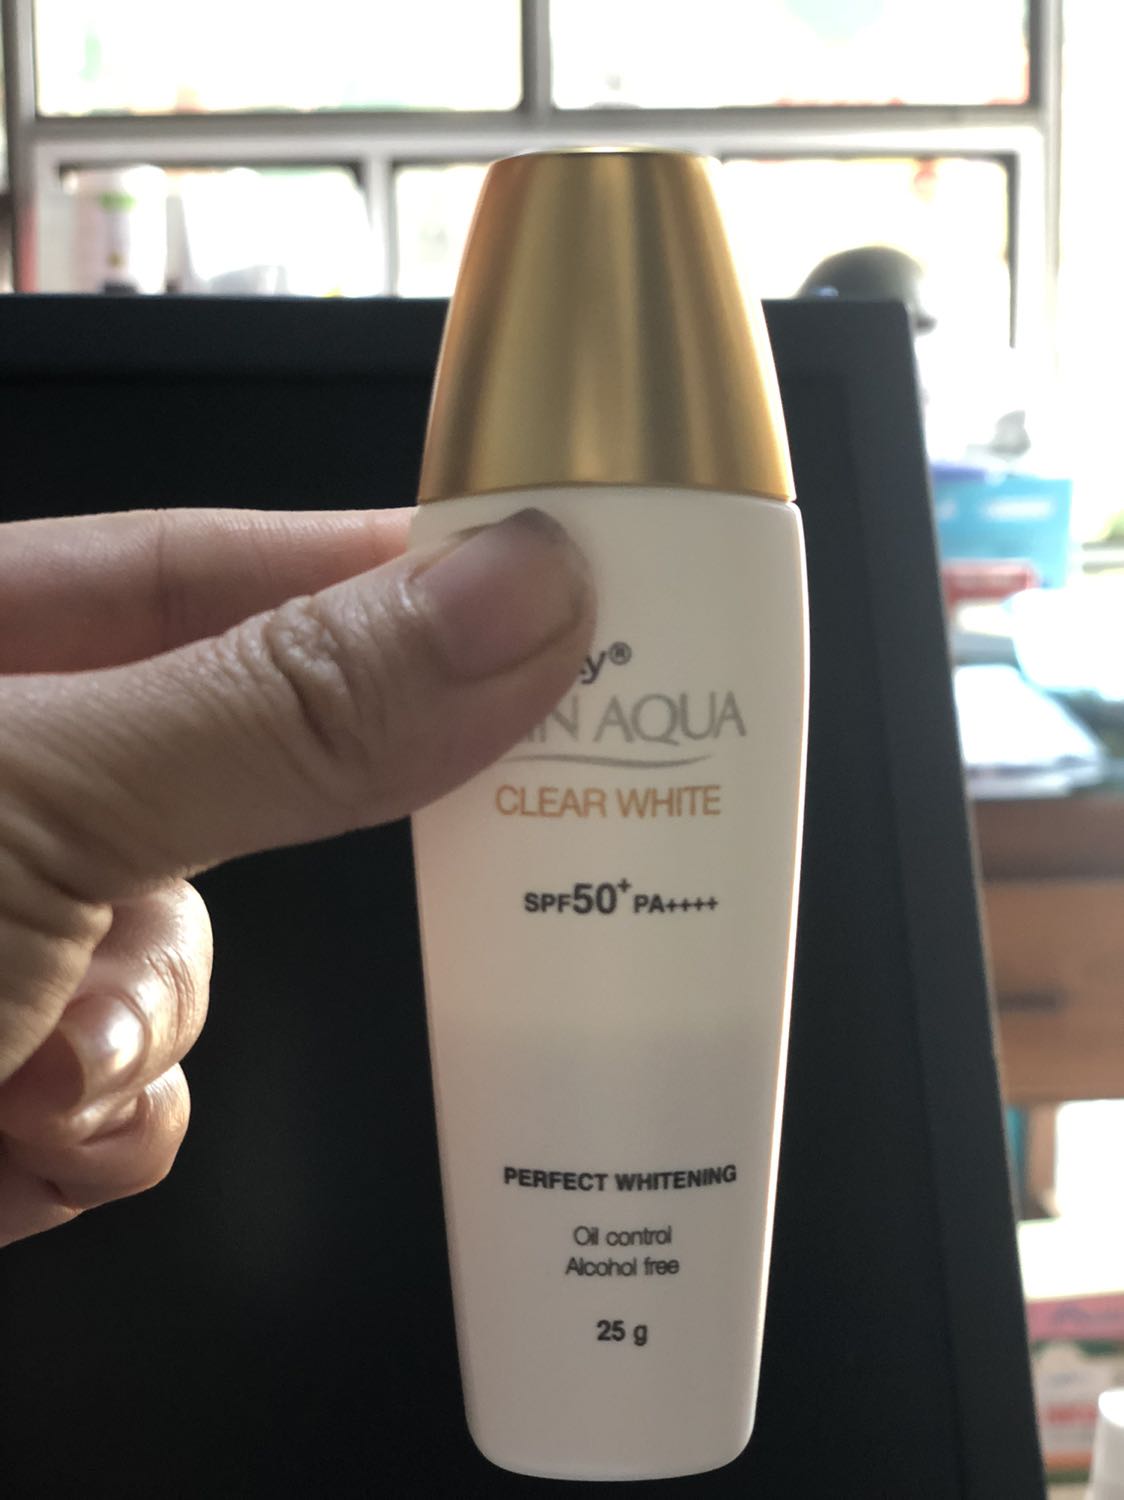 AQUA
CLEAR WHITE
SPF50+ PA++++
PERFECT WHITENING
Oil control
Alcohol free
25 g